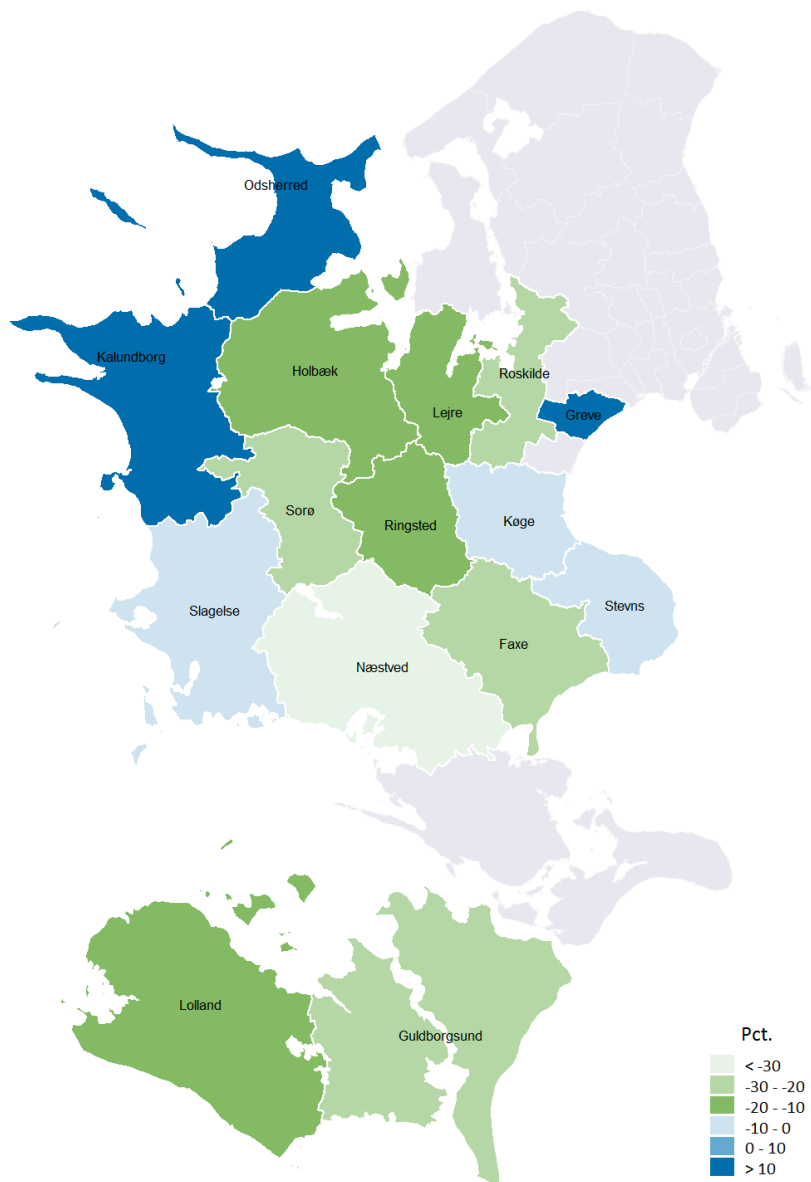 Odsherred
Kalundborg
Holbæk
Roskilde
Lejre
Greve
Sorø
Ringsted
Køge
Slagelse
Stevns
Faxe
Næstved
Lolland
Guldborgsund
Pct.
< -30
-30 - -20
-20 - -10
-10 - 0
0 - 10
> 10